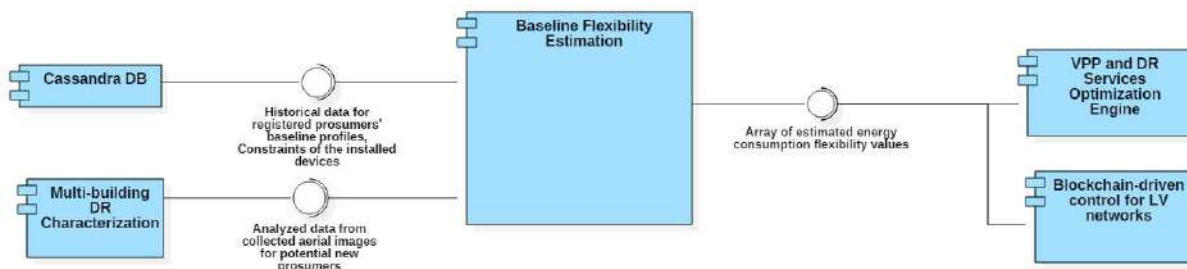 Baseline Flexibility
Estimation
Cassandra DB
Historical data for
registered prosumers'
baseline profiles,
Constraints of the installed
devices
Multi-building
DR
Characterization
Analyzed data from
collected aerial images
for potential new
prosumers
Array of estimated energy
consumption flexibility values
VPP and DR
Services
Optimization
Engine
Blockchain-driven
control for LV
networks